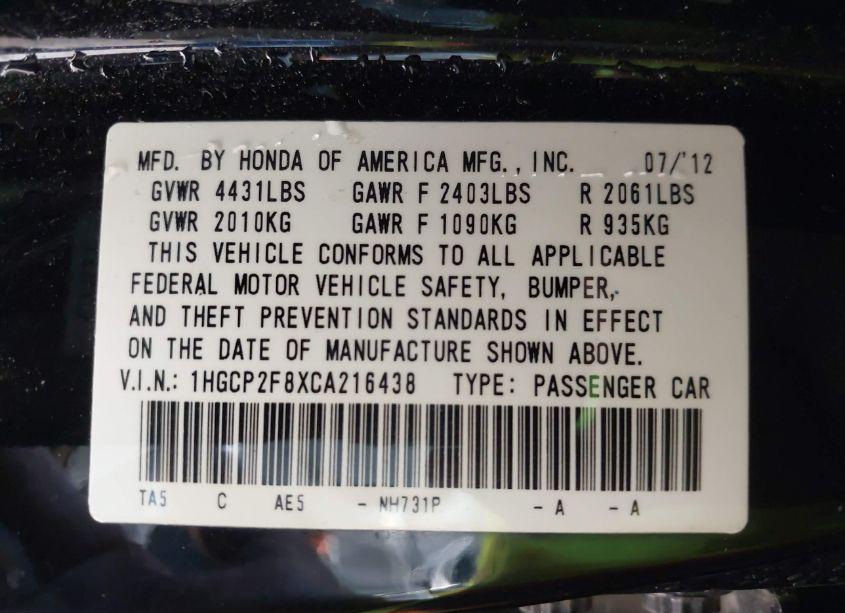 MFD. BY HONDA OF AMERICA MFG., INC. 07/'12
GVWR 4431LBS GAWR F 2403LBS R 2061LBS
GVWR 2010KG GAWR F 1090KG R 935KG
THIS VEHICLE CONFORMS TO ALL APPLICABLE
FEDERAL MOTOR VEHICLE SAFETY, BUMPER,
AND THEFT PREVENTION STANDARDS IN EFFECT
ON THE DATE OF MANUFACTURE SHOWN ABOVE.
V.I.N.: 1HGCP2F8XCA216438 TYPE: PASSENGER CAR
TA5 C AE5 - NH731P - A - A